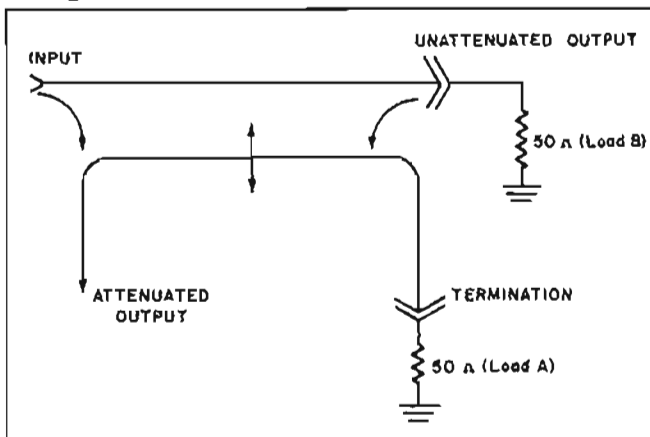 UNATTENUATED OUTPUT
INPUT
50 Ω (Load B)
ATTENUATED
OUTPUT
TERMINATION
50 Ω (Load A)